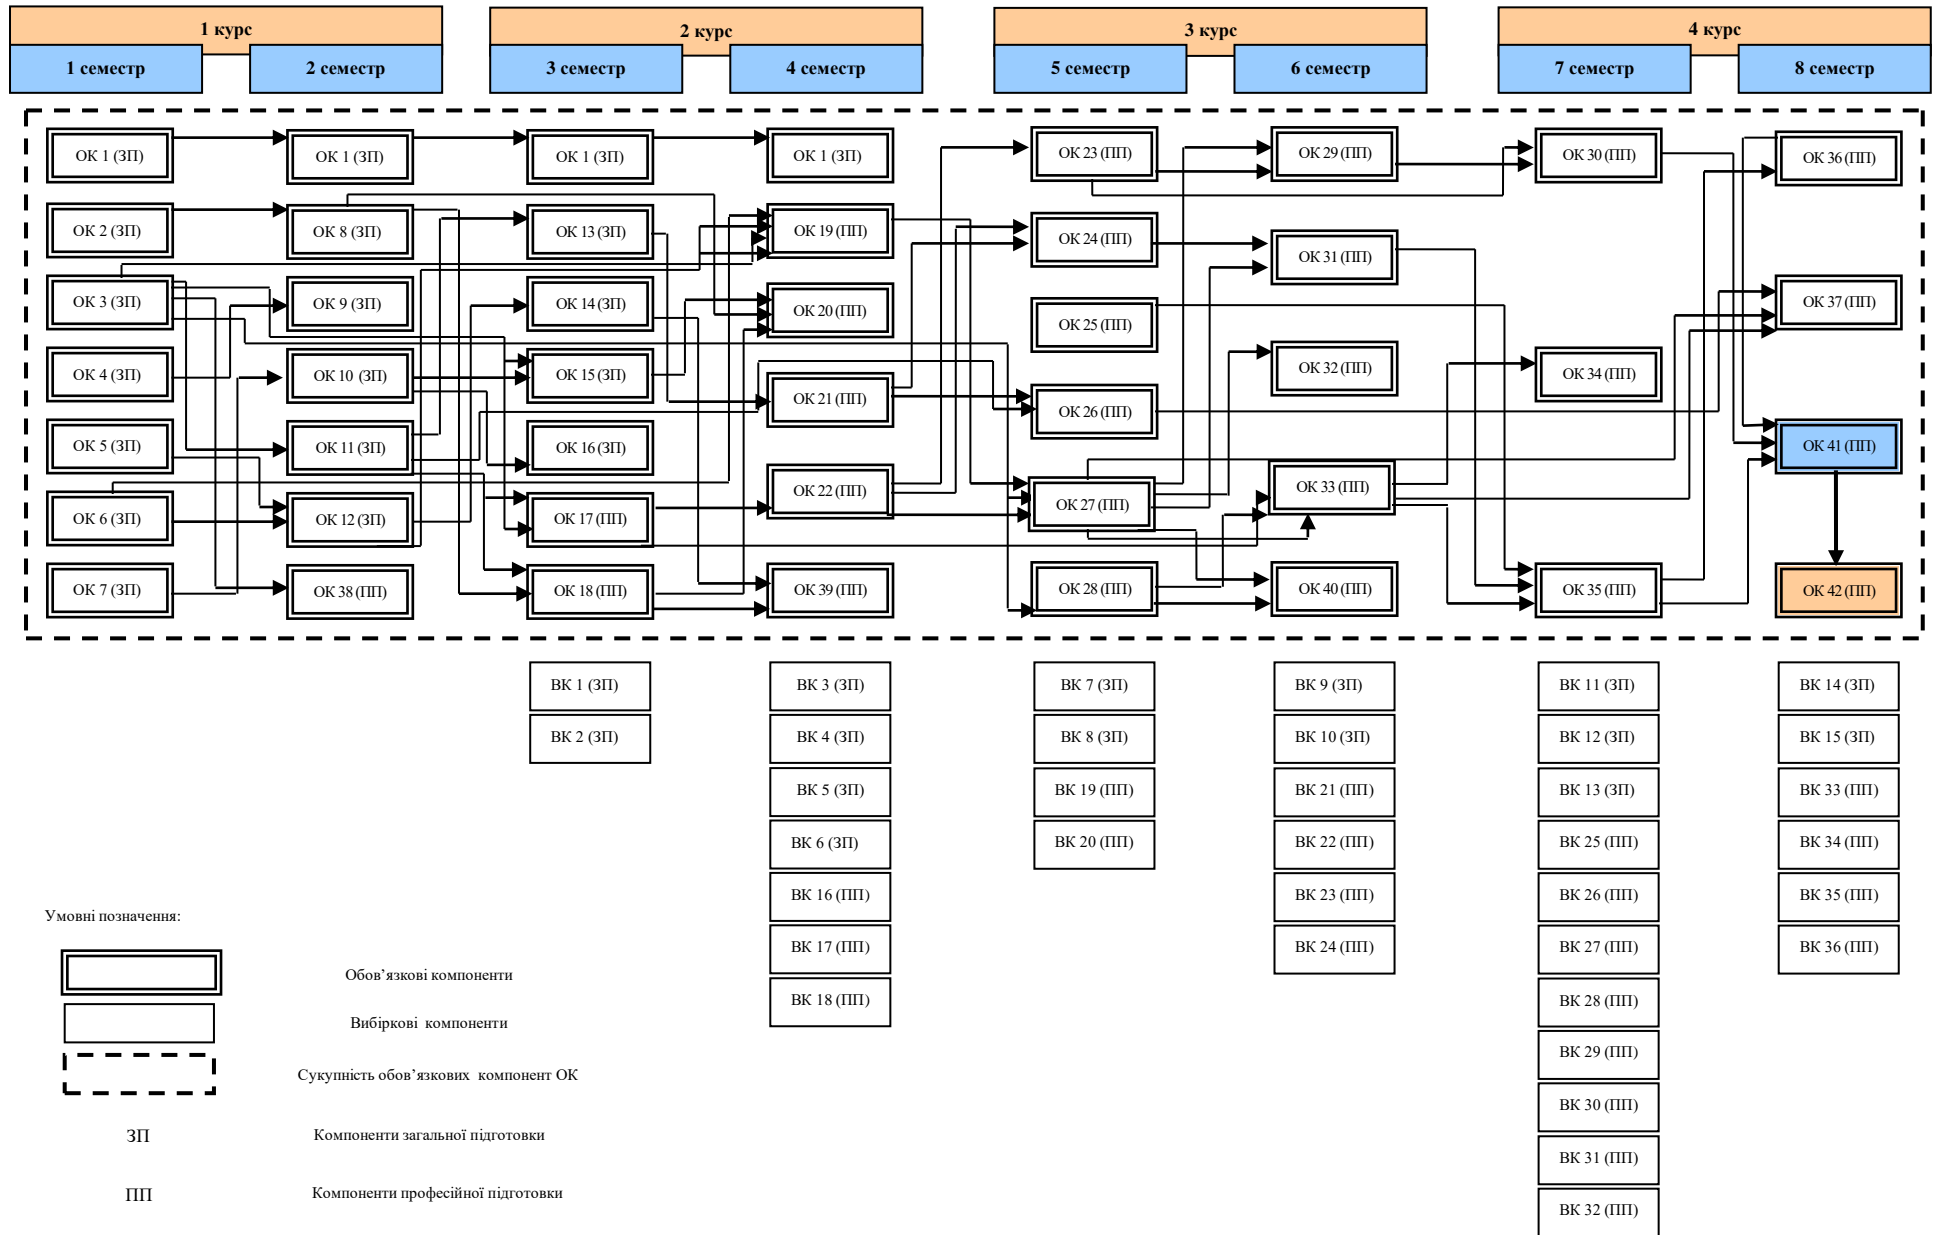 1 курс
2 курс
3 курс
4 курс
1 семестр
2 семестр
3 семестр
4 семестр
5 семестр
6 семестр
7 семестр
8 семестр
ОК 1 (ЗП)
ОК 1 (ЗП)
ОК 1 (ЗП)
ОК 1 (ЗП)
ОК 23 (ПП)
ОК 29 (ПП)
ОК 30 (ПП)
ОК 36 (ПП)
ОК 2 (ЗП)
ОК 8 (ЗП)
ОК 13 (ЗП)
ОК 19 (ПП)
ОК 24 (ПП)
ОК 31 (ПП)
ОК 3 (ЗП)
ОК 9 (ЗП)
ОК 14 (ЗП)
ОК 20 (ПП)
ОК 25 (ПП)
ОК 37 (ПП)
ОК 4 (ЗП)
ОК 10 (ЗП)
ОК 15 (ЗП)
ОК 21 (ПП)
ОК 26 (ПП)
ОК 32 (ПП)
ОК 34 (ПП)
ОК 5 (ЗП)
ОК 11 (ЗП)
ОК 16 (ЗП)
ОК 22 (ПП)
ОК 27 (ПП)
ОК 33 (ПП)
ОК 41 (ПП)
ОК 6 (ЗП)
ОК 12 (ЗП)
ОК 17 (ПП)
ОК 7 (ЗП)
ОК 38 (ПП)
ОК 18 (ПП)
ОК 39 (ПП)
ОК 28 (ПП)
ОК 40 (ПП)
ОК 35 (ПП)
ОК 42 (ПП)
ВК 1 (ЗП)
ВК 3 (ЗП)
ВК 7 (ЗП)
ВК 9 (ЗП)
ВК 11 (ЗП)
ВК 14 (ЗП)
ВК 2 (ЗП)
ВК 4 (ЗП)
ВК 8 (ЗП)
ВК 10 (ЗП)
ВК 12 (ЗП)
ВК 15 (ЗП)
ВК 5 (ЗП)
ВК 19 (ПП)
ВК 21 (ПП)
ВК 13 (ЗП)
ВК 33 (ПП)
ВК 6 (ЗП)
ВК 20 (ПП)
ВК 22 (ПП)
ВК 25 (ПП)
ВК 34 (ПП)
ВК 16 (ПП)
ВК 23 (ПП)
ВК 26 (ПП)
ВК 35 (ПП)
ВК 17 (ПП)
ВК 24 (ПП)
ВК 27 (ПП)
ВК 36 (ПП)
ВК 18 (ПП)
ВК 28 (ПП)
ВК 29 (ПП)
ВК 30 (ПП)
ВК 31 (ПП)
ВК 32 (ПП)
Умовні позначення:
Обов’язкові компоненти
Вибіркові компоненти
Сукупність обов’язкових компонент ОК
ЗП
Компоненти загальної підготовки
ПП
Компоненти професійної підготовки